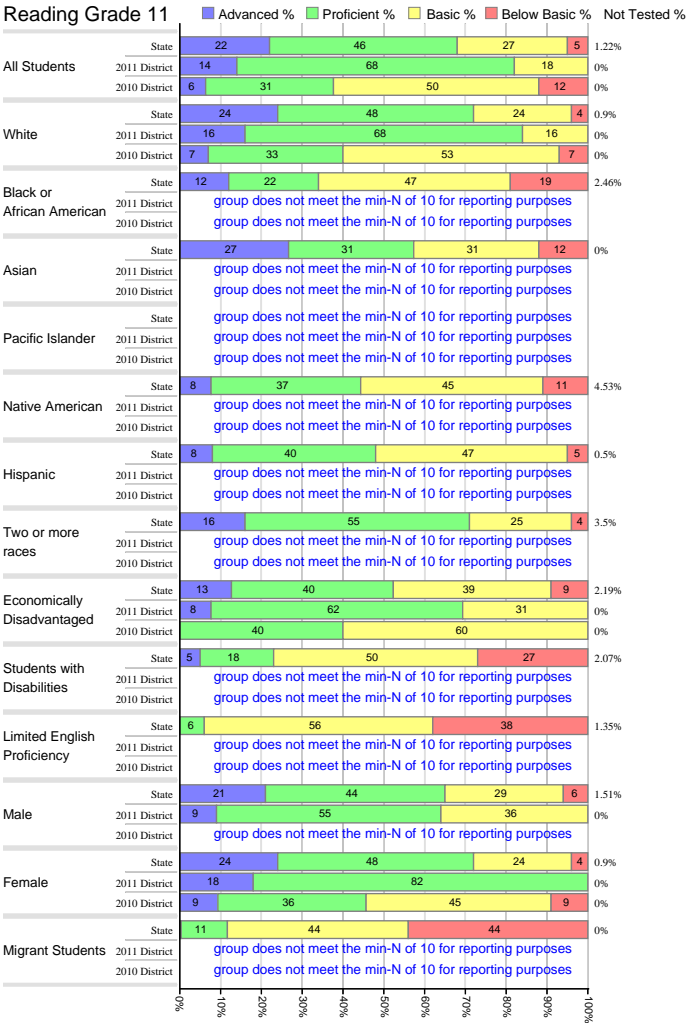 Reading Grade 11 Advanced % Proficient % Basic % Below Basic % Not Tested %
All Students
State 22 46 27 5 1.22%
2011 District 14 68 18 0%
2010 District 6 31 50 12 0%
White
State 24 48 24 4 0.9%
2011 District 16 68 16 0%
2010 District 7 33 53 7 0%
Black or
African American
State 12 22 47 19 2.46%
2011 District group does not meet the min-N of 10 for reporting purposes
2010 District group does not meet the min-N of 10 for reporting purposes
Asian
State 27 31 31 12 0%
2011 District group does not meet the min-N of 10 for reporting purposes
2010 District group does not meet the min-N of 10 for reporting purposes
Pacific Islander
State group does not meet the min-N of 10 for reporting purposes
2011 District group does not meet the min-N of 10 for reporting purposes
2010 District group does not meet the min-N of 10 for reporting purposes
Native American
State 8 37 45 11 4.53%
2011 District group does not meet the min-N of 10 for reporting purposes
2010 District group does not meet the min-N of 10 for reporting purposes
Hispanic
State 8 40 47 5 0.5%
2011 District group does not meet the min-N of 10 for reporting purposes
2010 District group does not meet the min-N of 10 for reporting purposes
Two or more
races
State 16 55 25 4 3.5%
2011 District group does not meet the min-N of 10 for reporting purposes
2010 District group does not meet the min-N of 10 for reporting purposes
Economically
Disadvantaged
State 13 40 39 9 2.19%
2011 District 8 62 31 0%
2010 District 40 60 0%
Students with
Disabilities
State 5 18 50 27 2.07%
2011 District group does not meet the min-N of 10 for reporting purposes
2010 District group does not meet the min-N of 10 for reporting purposes
Limited English
Proficiency
State 6 56 38 1.35%
2011 District group does not meet the min-N of 10 for reporting purposes
2010 District group does not meet the min-N of 10 for reporting purposes
Male
State 21 44 29 6 1.51%
2011 District 9 55 36 0%
2010 District group does not meet the min-N of 10 for reporting purposes
Female
State 24 48 24 4 0.9%
2011 District 18 82 0%
2010 District 9 36 45 9 0%
Migrant Students
State 11 44 44 0%
2011 District group does not meet the min-N of 10 for reporting purposes
2010 District group does not meet the min-N of 10 for reporting purposes
0% 10% 20% 30% 40% 50% 60% 70% 80% 90% 100%